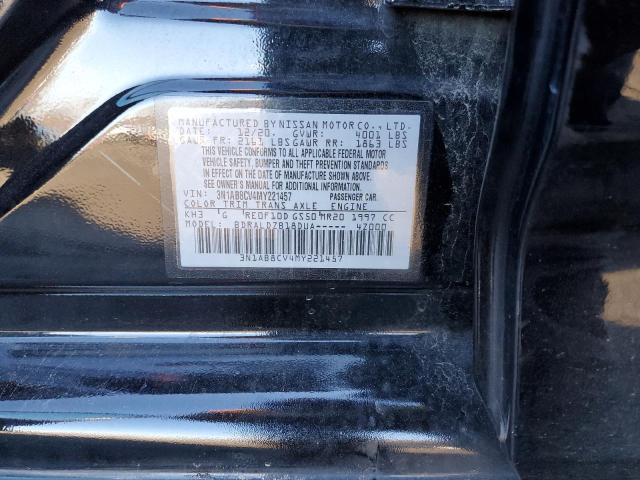 MANUFACTURED BY NISSAN MOTOR CO., LTD.
DATE: 12/20. GVWR: 4001 LBS
GAWR FR: 2161 LBS GAWR RR: 1863 LBS
THIS VEHICLE CONFORMS TO ALL APPLICABLE FEDERAL MOTOR
VEHICLE SAFETY, BUMPER AND THEFT PREVENTION STANDARDS
IN EFFECT ON THE DATE OF MANUFACTURE SHOWN ABOVE.
SEE OWNER'S MANUAL FOR ADDITIONAL INFORMATION.
VIN: 3N1AB8CV4MY221457 PASSENGER CAR.
COLOR TRIM TRANS AXLE ENGINE
KH3 G RE0F10D GS50 MR20 1997 CC
MODEL: BDRALDZB18DUA----- 4Z000
3N1AB8CV4MY221457